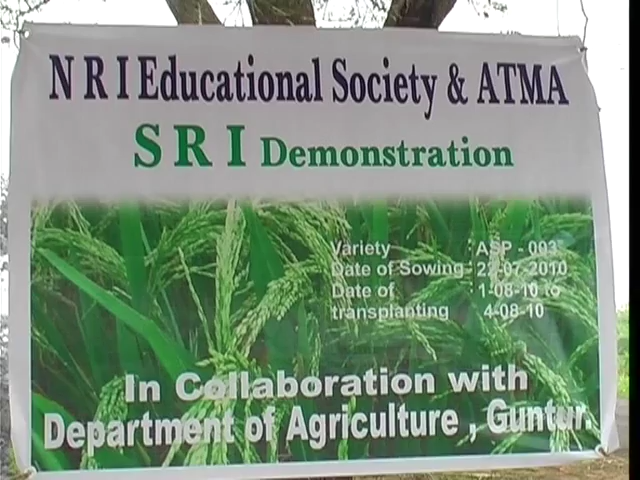 N R I Educational Society & ATMA
S R I Demonstration
Variety : ASP - 003
Date of Sowing : 22-07-2010
Date of : 1-08-10 to
transplanting 4-08-10
In Collaboration with
Department of Agriculture , Guntur.